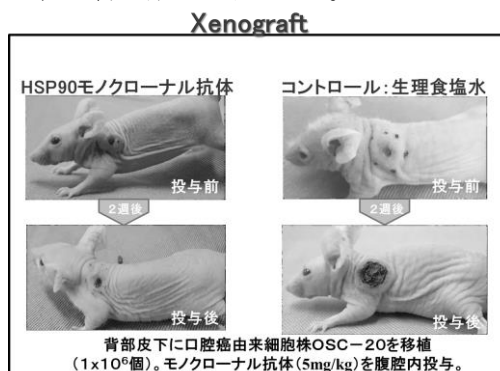 Xenograft
HSP90モノクローナル抗体
コントロール：生理食塩水
投与前
投与前
2週後
2週後
投与後
投与後
背部皮下に口腔癌由来細胞株OSC－20を移植
（1x10⁶個）。モノクローナル抗体（5mg/kg）を腹腔内投与。